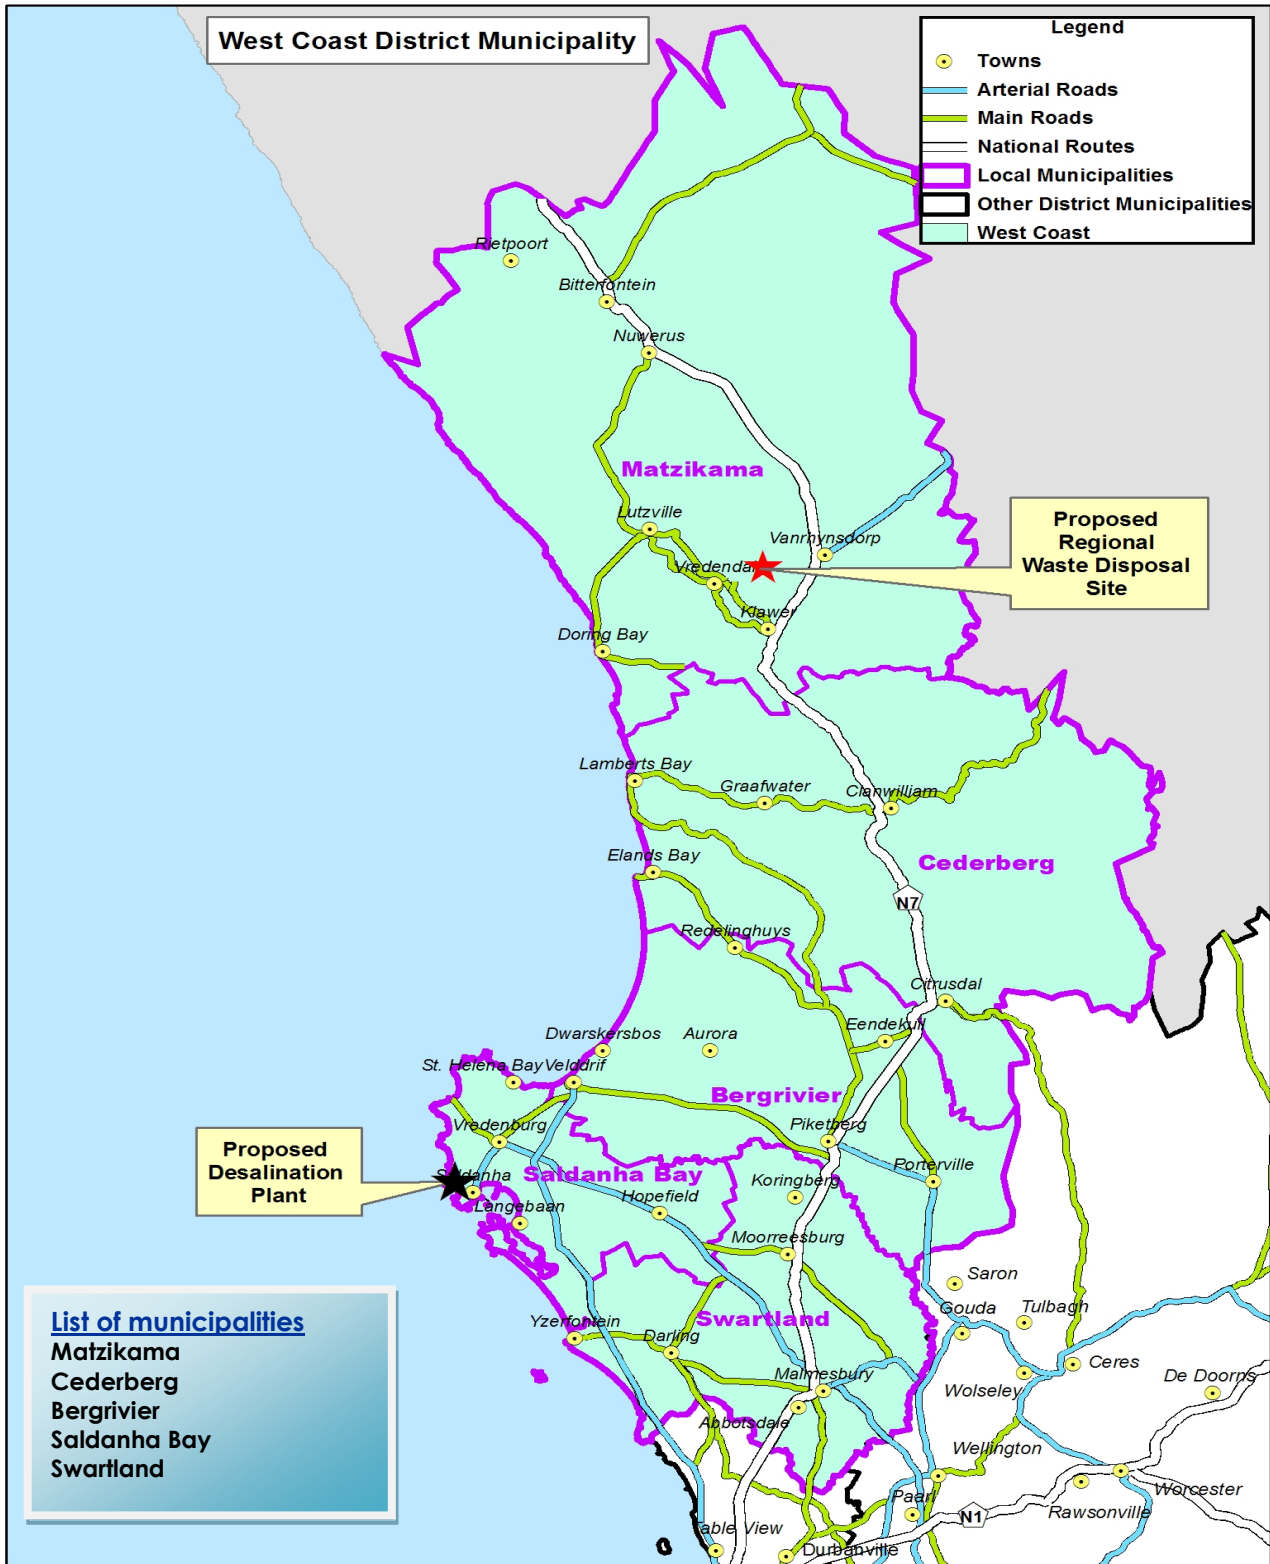 West Coast District Municipality
Legend
Towns
Arterial Roads
Main Roads
National Routes
Local Municipalities
Other District Municipalities
West Coast
Rietpoort
Bitterfontein
Nuwerus
Matzikama
Lutzville
Vanrhynsdorp
Vredendal
Klawer
Doring Bay
Proposed
Regional
Waste Disposal
Site
Lamberts Bay
Graafwater
Clanwilliam
Elands Bay
Cederberg
N7
Redelinghuys
Citrusdal
Eendekuil
Dwarskersbos
Aurora
St. Helena Bay
Velddrif
Bergrivier
Vredenburg
Piketberg
Proposed
Desalination
Plant
Saldanha
Saldanha Bay
Porterville
Koringberg
Langebaan
Hopefield
Moorreesburg
Saron
Gouda
Tulbagh
Yzerfontein
Darling
Swartland
Ceres
Wolseley
De Doorns
Malmesbury
Abbotsdale
Wellington
Worcester
Rawsonville
Paarl
N1
Table View
Durbanville
List of municipalities
Matzikama
Cederberg
Bergrivier
Saldanha Bay
Swartland